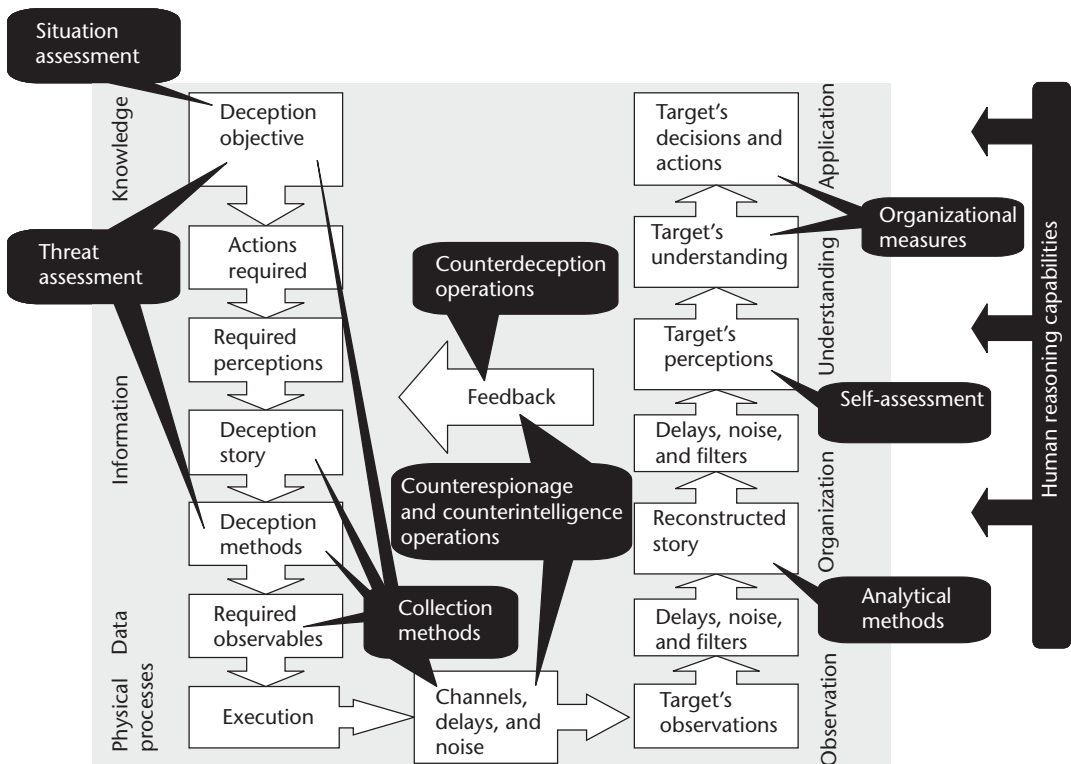 Situation
assessment
Knowledge
Deception
objective
Threat
assessment
Actions
required
Required
perceptions
Information
Deception
story
Deception
methods
Data
Required
observables
Physical
processes
Execution
Counterdeception
operations
Feedback
Counterespionage
and counterintelligence
operations
Collection
methods
Channels,
delays, and
noise
Target's
decisions and
actions
Application
Target's
understanding
Organizational
measures
Understanding
Target's
perceptions
Self-assessment
Delays, noise,
and filters
Organization
Reconstructed
story
Analytical
methods
Delays, noise,
and filters
Target's
observations
Observation
Human reasoning capabilities